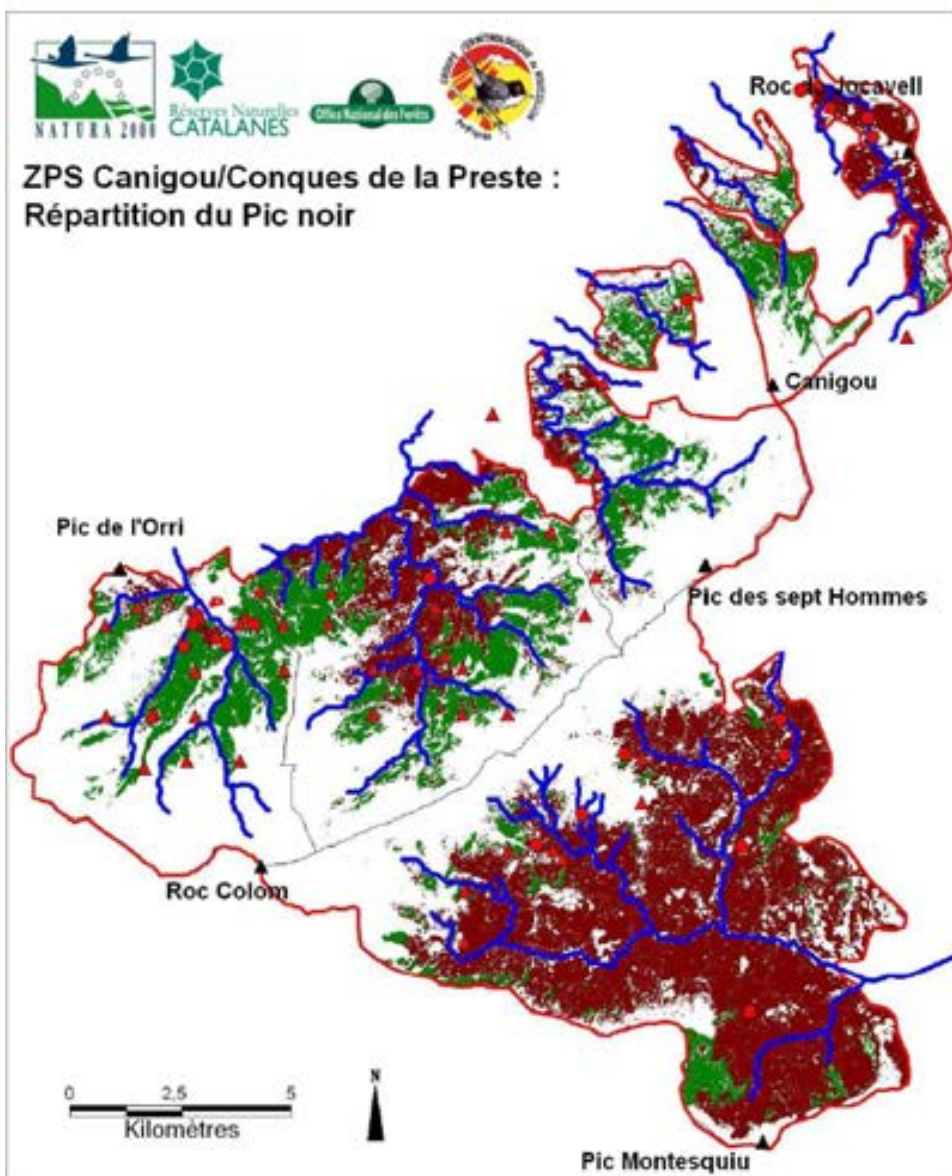 NATURA 2000
Réserves Naturelles
CATALANES
Office National des Forêts
ZPS Canigou/Conques de la Preste :
Répartition du Pic noir
Jocavell
Canigou
Pic de l'Orri
Pic des sept Hommes
Roc Colom
0 2,5 5
Kilomètres
N
Pic Montesquiu